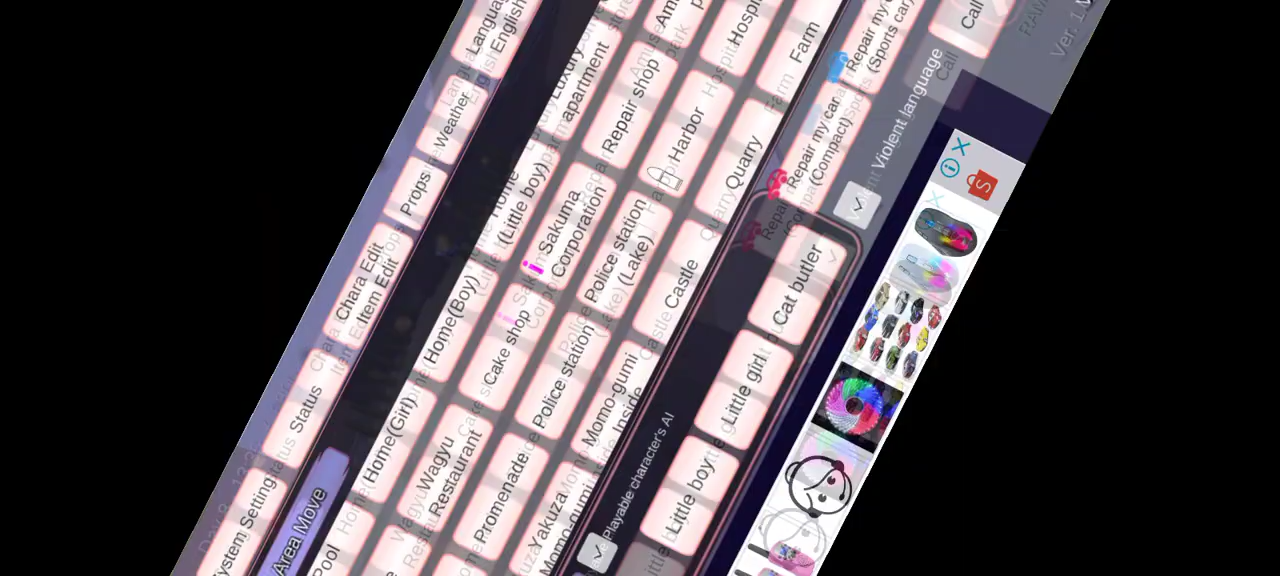 System Setting
Status
Chara Edit
Item Edit
Props
Weather
Language
English
Area Move
Pool
Home(Girl)
Home(Boy)
Home
(Little boy)
Luxury
apartment
Wagyu
Restaurant
Cake shop
Sakuma
Corporation
Repair shop
Promenade
Police station
Police station
(Lake)
Harbor
Yakuza
Momo-gumi
Momo-gumi
Inside
Castle
Quarry
Farm
Playable character's AI
Little boy
Little girl
Cat butler
Repair my car
(Compact)
Repair my car
(Sports car)
Violent language
Call
Ver. 1.